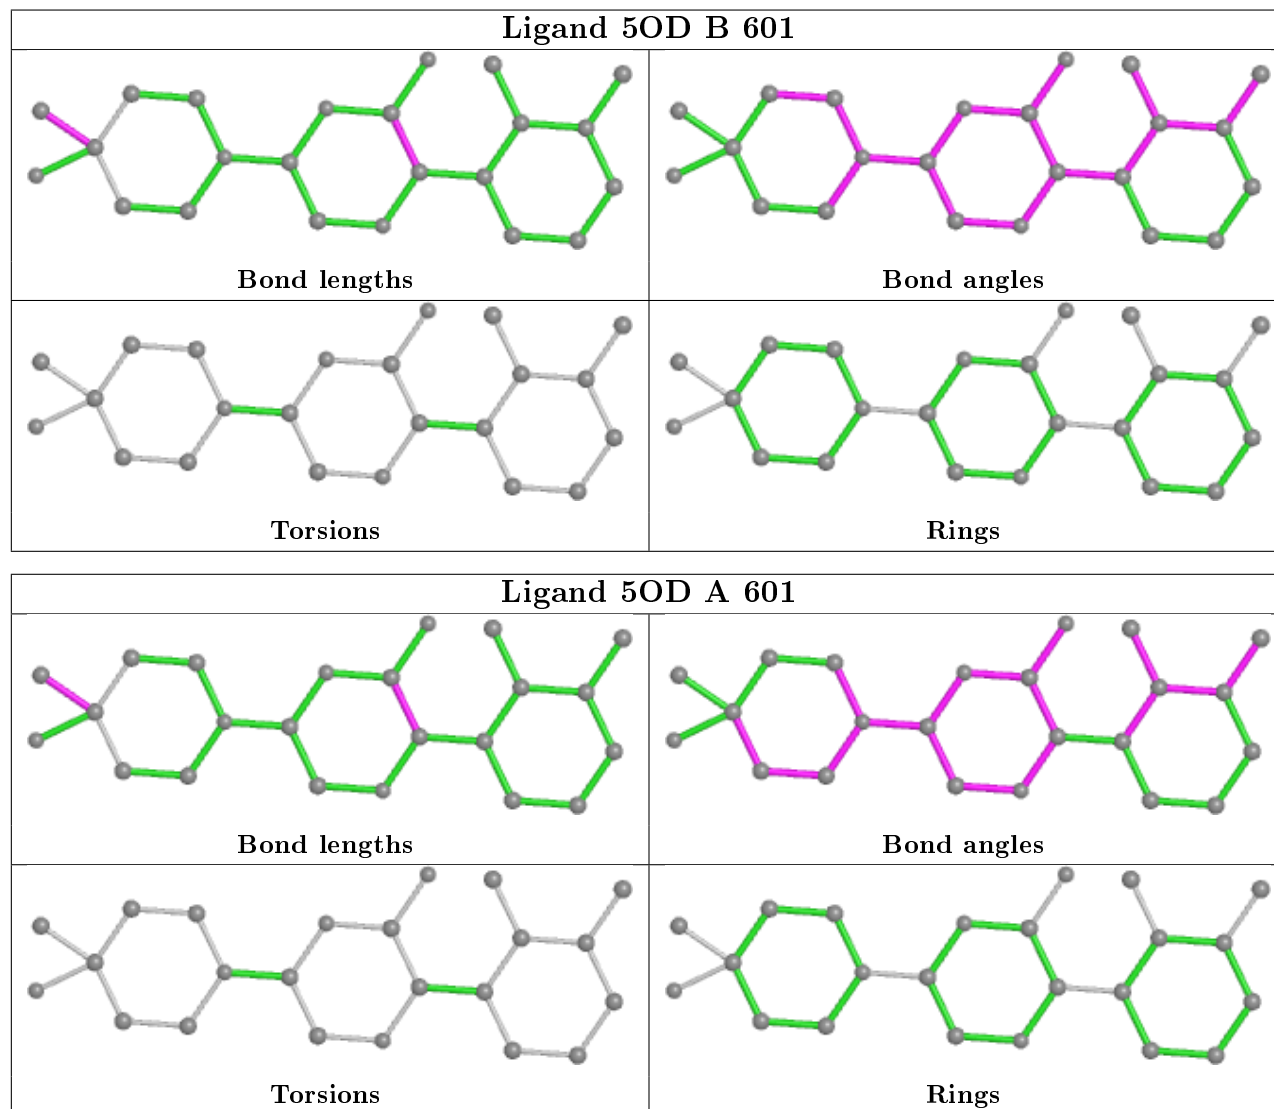 Ligand 5OD B 601
Bond lengths
Bond angles
Torsions
Rings
Ligand 5OD A 601
Bond lengths
Bond angles
Torsions
Rings